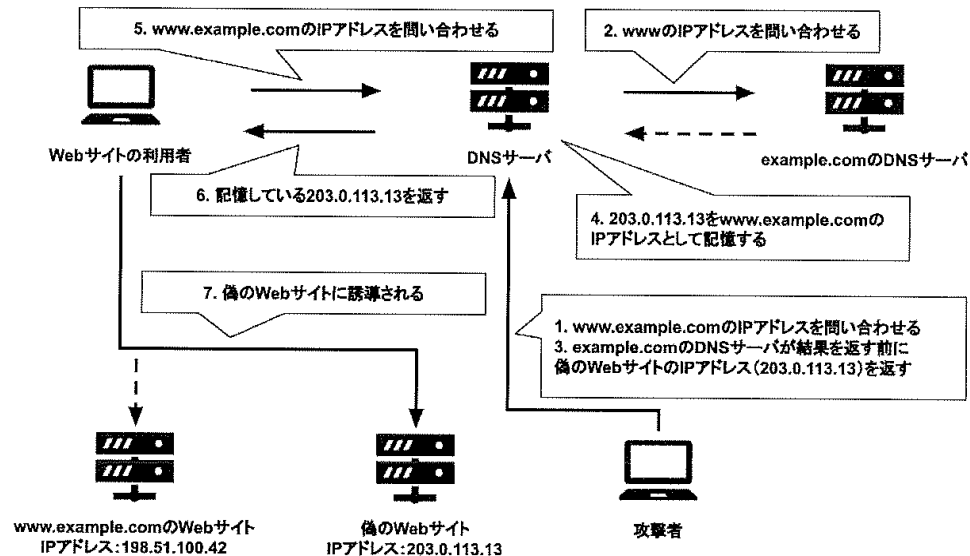 5. www.example.comのIPアドレスを問い合わせる
2. wwwのIPアドレスを問い合わせる
Webサイトの利用者
DNSサーバ
example.comのDNSサーバ
6. 記憶している203.0.113.13を返す
4. 203.0.113.13をwww.example.comの
IPアドレスとして記憶する
7. 偽のWebサイトに誘導される
1. www.example.comのIPアドレスを問い合わせる
3. example.comのDNSサーバが結果を返す前に
偽のWebサイトのIPアドレス(203.0.113.13)を返す
www.example.comのWebサイト
IPアドレス:198.51.100.42
偽のWebサイト
IPアドレス:203.0.113.13
攻撃者